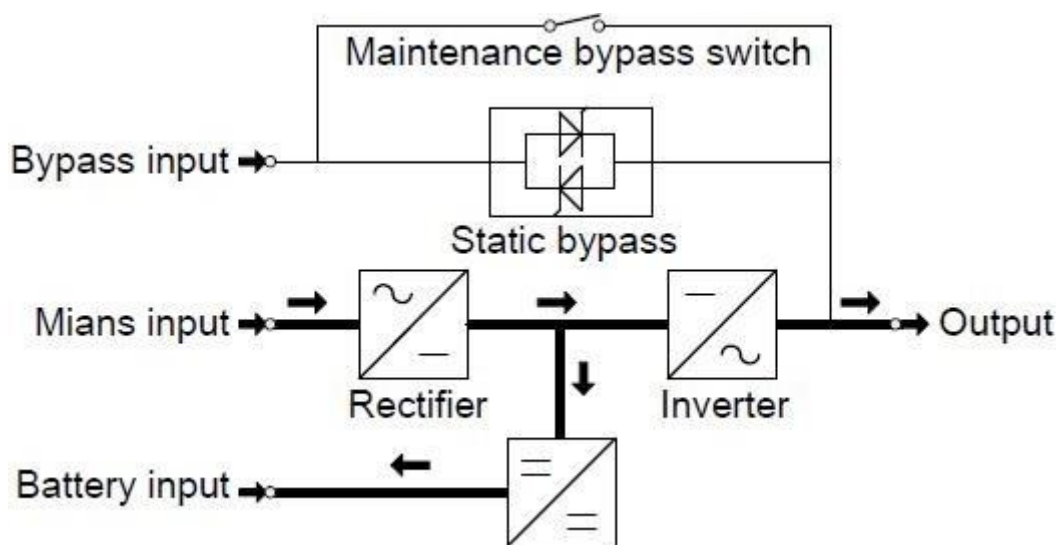 Maintenance bypass switch
Bypass input
Static bypass
Mians input
Output
Rectifier
Inverter
Battery input